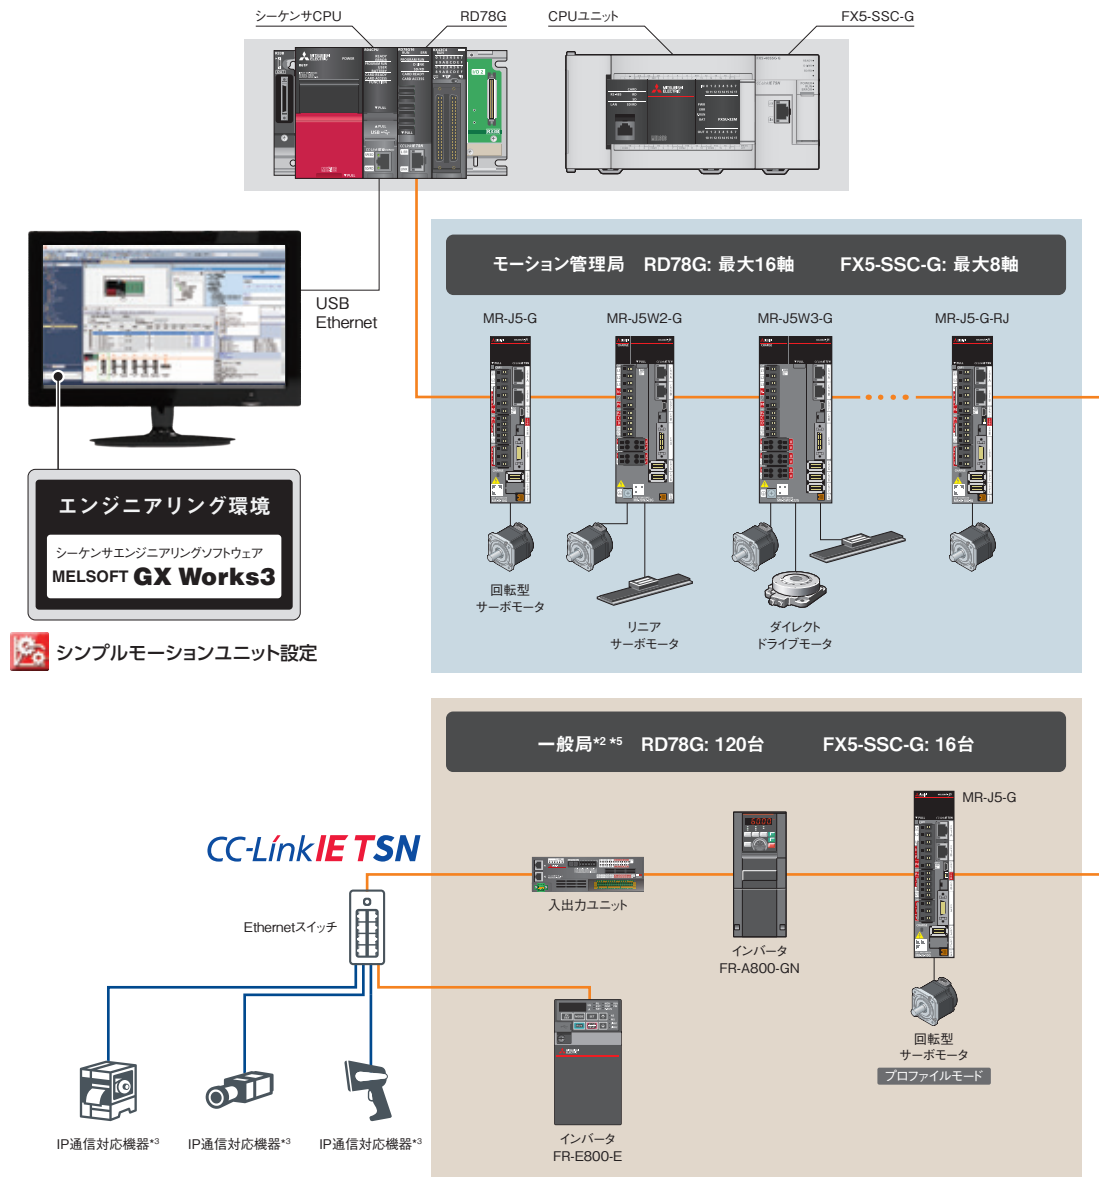 シーケンサCPU
RD78G
CPUユニット
FX5-SSC-G
USB
Ethernet
モーション管理局 RD78G: 最大16軸 FX5-SSC-G: 最大8軸
MR-J5-G
MR-J5W2-G
MR-J5W3-G
MR-J5-G-RJ
回転型
サーボモータ
リニア
サーボモータ
ダイレクト
ドライブモータ
エンジニアリング環境
シーケンサエンジニアリングソフトウェア
MELSOFT GX Works3
シンプルモーションユニット設定
一般局*2 *5 RD78G: 120台 FX5-SSC-G: 16台
MR-J5-G
CC-Link IE TSN
入出力ユニット
Ethernetスイッチ
インバータ
FR-A800-GN
回転型
サーボモータ
プロファイルモード
IP通信対応機器*3
IP通信対応機器*3
IP通信対応機器*3
インバータ
FR-E800-E